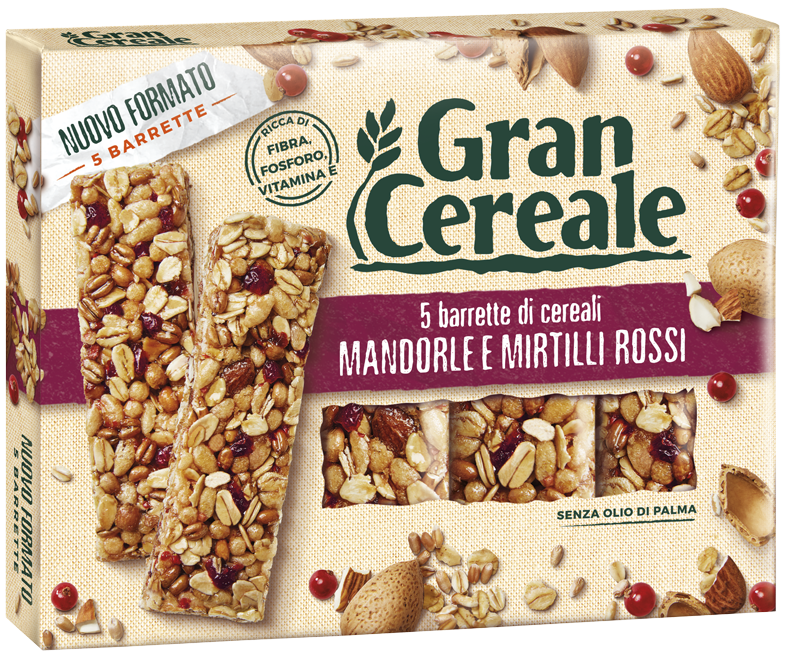 Gran
Cereale
NUOVO FORMATO
5 BARRETTE
RICCA DI
FIBRA,
FOSFORO,
VITAMINA E
Gran
Cereale
5 barrette di cereali
MANDORLE E MIRTILLI ROSSI
SENZA OLIO DI PALMA
NUOVO FORMATO
5 BARRETTE